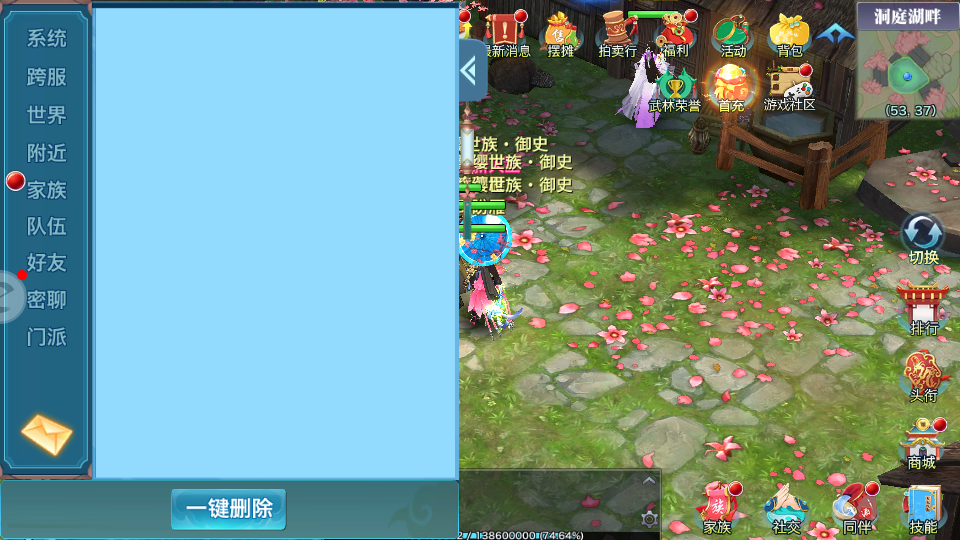 系统
跨服
世界
附近
家族
队伍
好友
密聊
门派
一键删除
最新消息
摆摊
拍卖行
福利
活动
背包
武林荣誉
首充
游戏社区
洞庭湖畔
(53, 37)
世族·御史
缨世族·御史
世族·御史
切换
排行
头衔
商城
家族
社交
同伴
技能
/ 138600000 (74.64%)